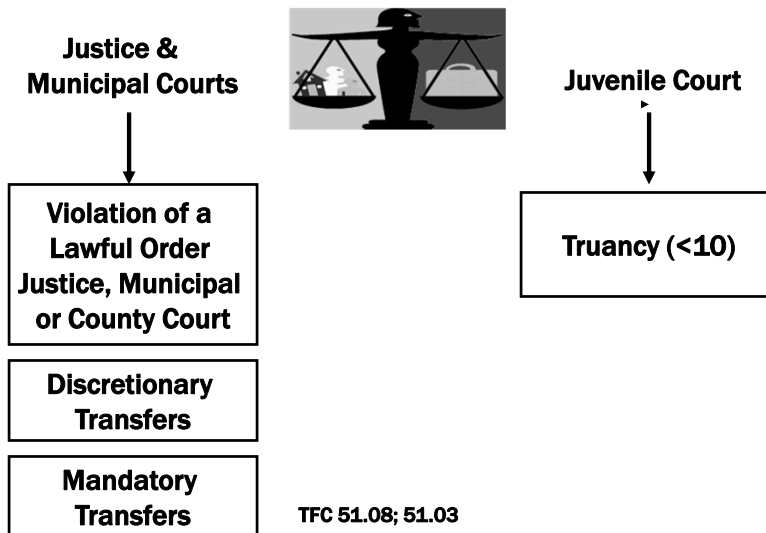 Justice &
Municipal Courts
Violation of a
Lawful Order
Justice, Municipal
or County Court
Discretionary
Transfers
Mandatory
Transfers
Juvenile Court
Truancy (<10)
TFC 51.08; 51.03